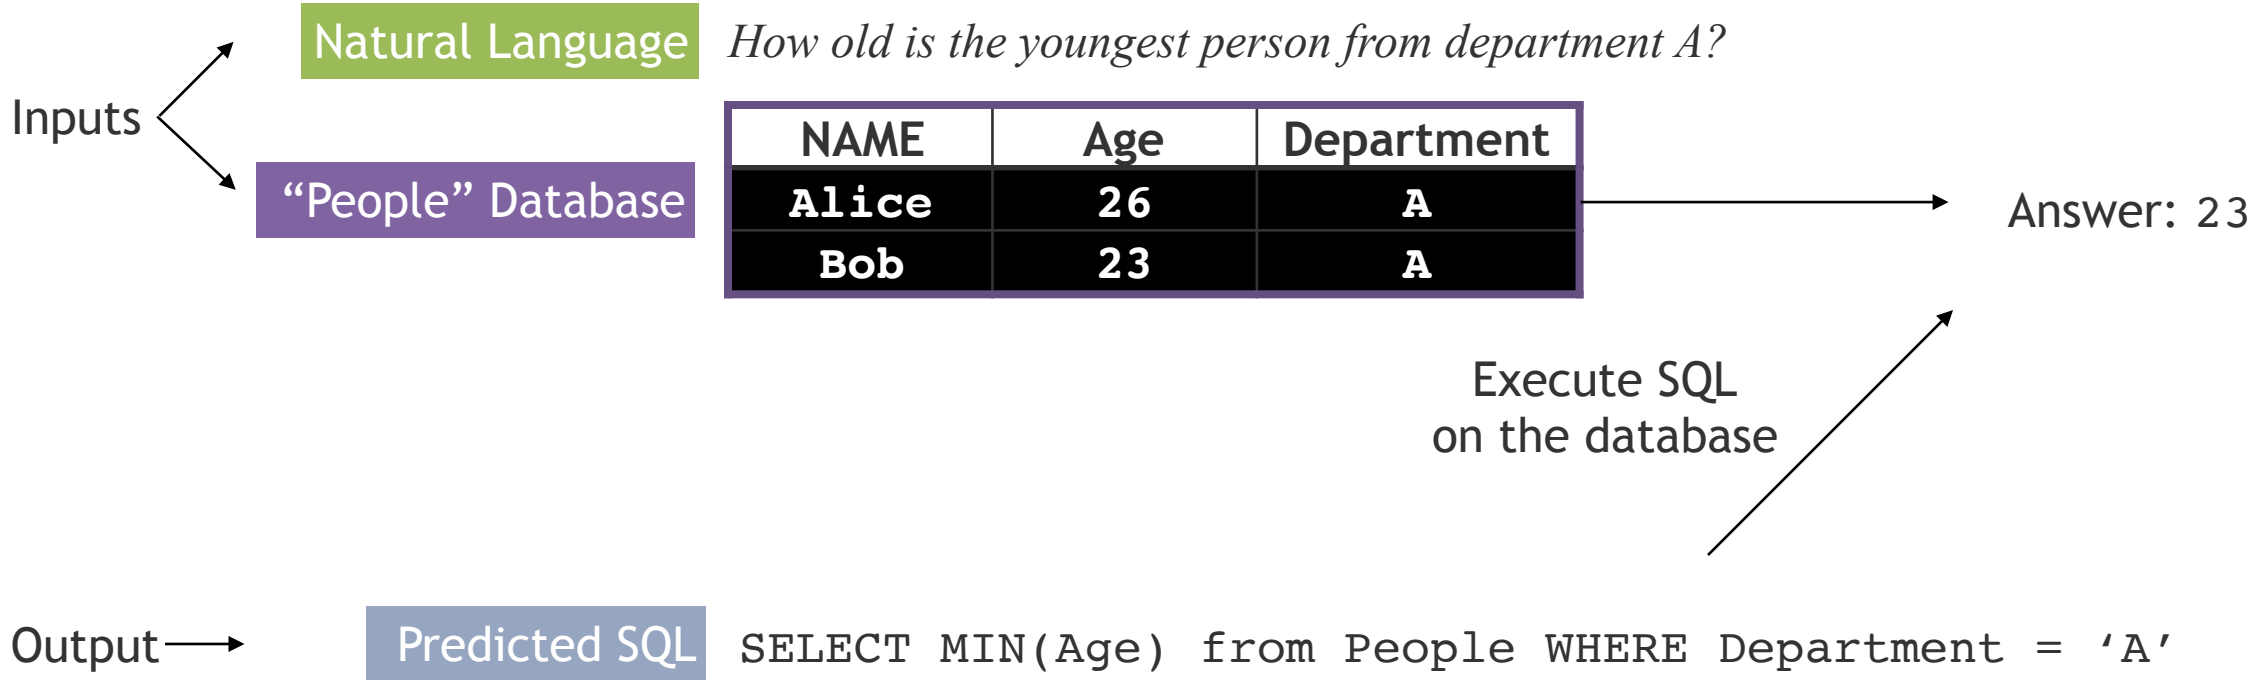 Natural Language How old is the youngest person from department A?
Inputs
NAME Age Department
“People” Database Alice 26 A Answer: 23
Bob 23 A
Execute SQL
on the database
Output Predicted SQL SELECT MIN(Age) from People WHERE Department = ‘A’